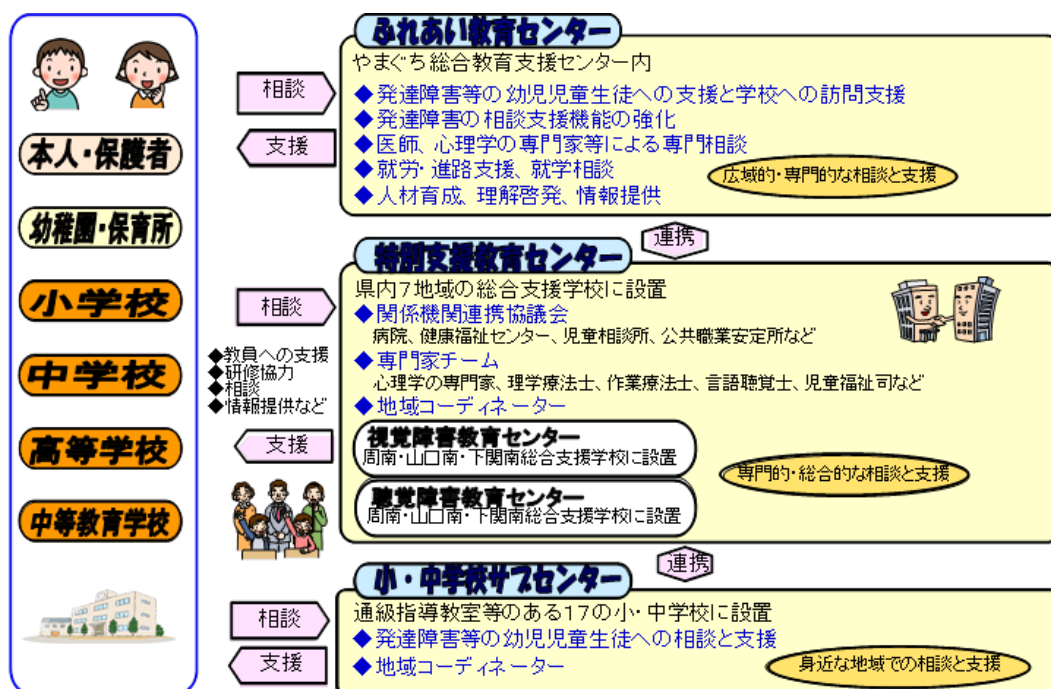 本人・保護者
幼稚園・保育所
小学校
中学校
高等学校
中等教育学校
相談
支援
ふれあい教育センター
やまぐち総合教育支援センター内
◆発達障害等の幼児児童生徒への支援と学校への訪問支援
◆発達障害の相談支援機能の強化
◆医師、心理学の専門家等による専門相談
◆就労・進路支援、就学相談
◆人材育成、理解啓発、情報提供
広域的・専門的な相談と支援
連携
相談
◆教員への支援
◆研修協力
◆相談
◆情報提供など
支援
特別支援教育センター
県内7地域の総合支援学校に設置
◆関係機関連携協議会
病院、健康福祉センター、児童相談所、公共職業安定所など
◆専門家チーム
心理学の専門家、理学療法士、作業療法士、言語聴覚士、児童福祉司など
◆地域コーディネーター
視覚障害教育センター
周南・山口南・下関南総合支援学校に設置
聴覚障害教育センター
周南・山口南・下関南総合支援学校に設置
専門的・総合的な相談と支援
連携
相談
支援
小・中学校サブセンター
通級指導教室等のある17の小・中学校に設置
◆発達障害等の幼児児童生徒への相談と支援
◆地域コーディネーター
身近な地域での相談と支援